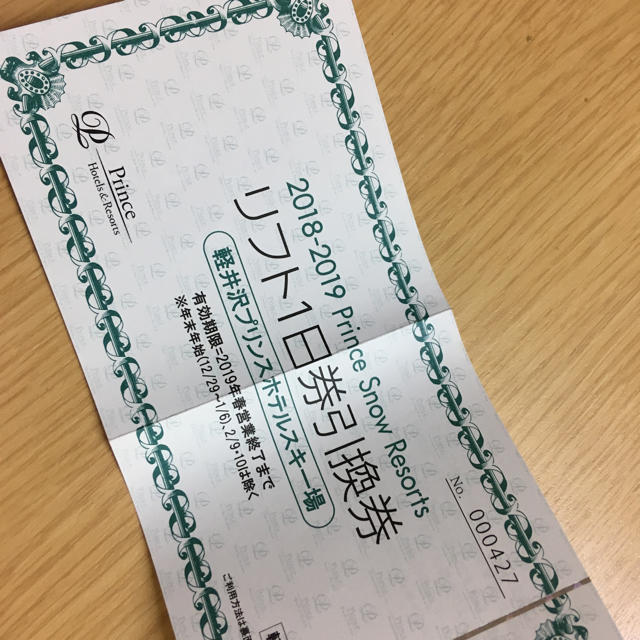 Prince
Hotels & Resorts
2018-2019 Prince Snow Resorts
リフト1日券引換券
軽井沢プリンスホテルスキー場
有効期限=2019年春営業終了まで
※年末年始(12/28~1/6)・2/9・10は除く
No. 000427
ご利用方法は裏